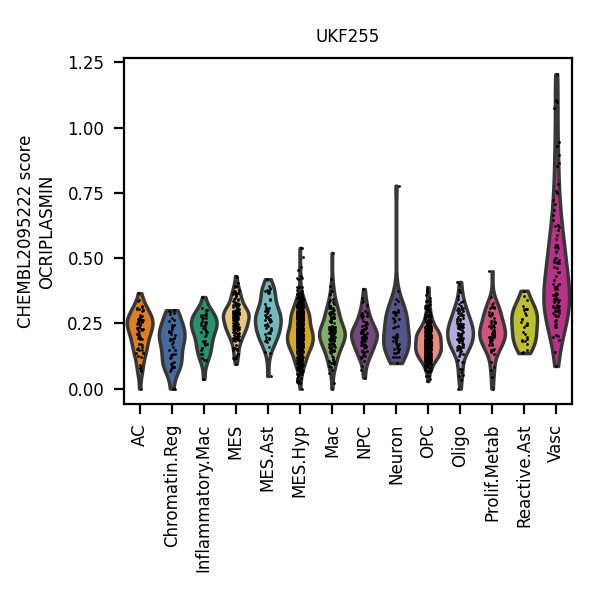 UKF255
CHEMBL2095222 score
OCRIPLASMIN
1.25
1.00
0.75
0.50
0.25
0.00
AC
Chromatin.Reg
Inflammatory.Mac
MES
MES.Ast
MES.Hyp
Mac
NPC
Neuron
OPC
Oligo
Prolif.Metab
Reactive.Ast
Vasc